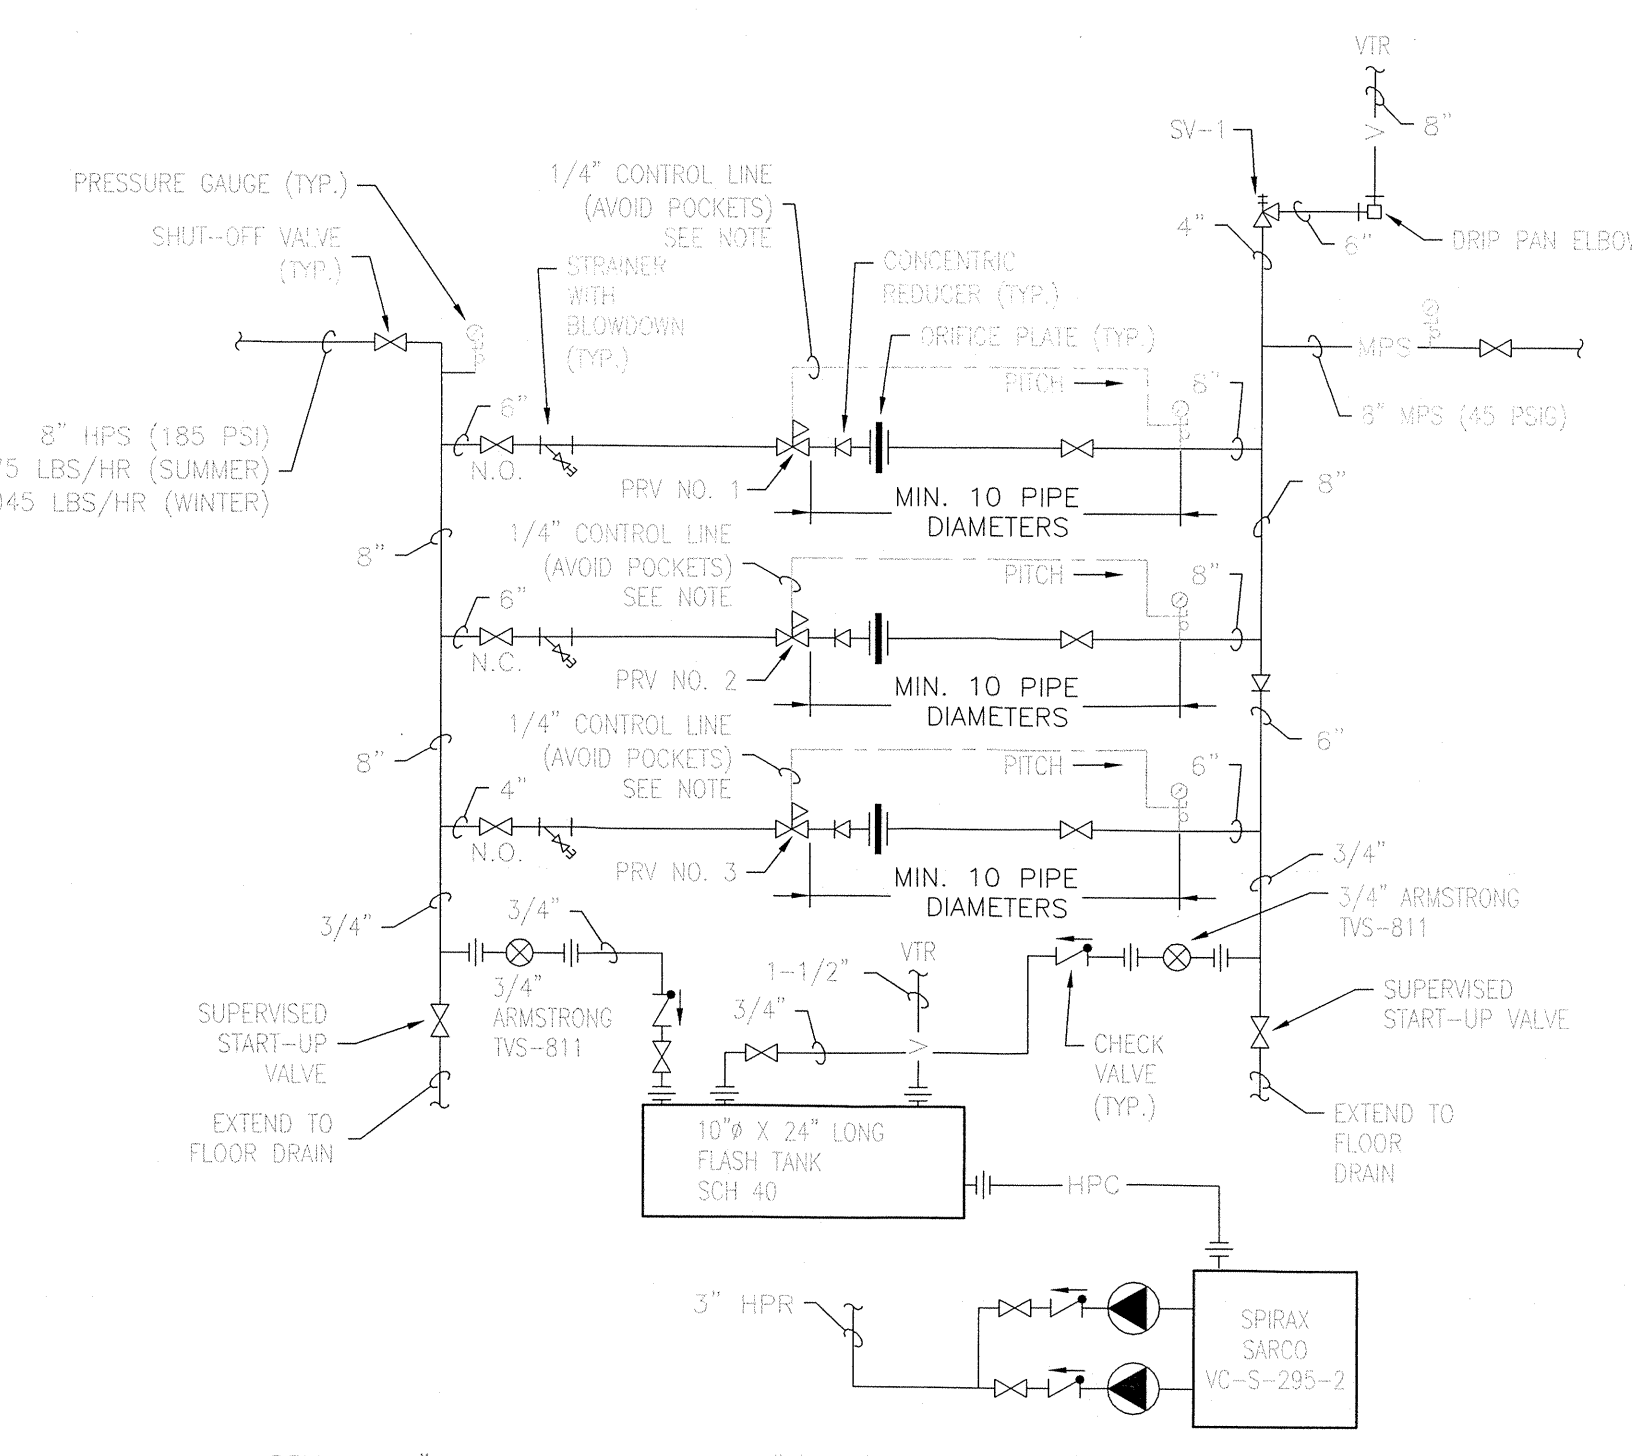 VTR
8"
SV-1
4"
6"
DRIP PAN
PRESSURE GAUGE (TYP.)
SHUT-OFF VALVE
(TYP.)
1/4" CONTROL LINE
(AVOID POCKETS)
SEE NOTE
STRAINER
WITH
BLOWDOWN
(TYP.)
CONCENTRIC
REDUCER (TYP.)
ORIFICE PLATE (TYP.)
MPS
8" MPS (45 PSIG)
PITCH
8"
6"
N.O.
8" HPS (185 PSI)
LBS/HR (SUMMER)
LBS/HR (WINTER)
PRV NO. 1
MIN. 10 PIPE
DIAMETERS
8"
8"
1/4" CONTROL LINE
(AVOID POCKETS)
SEE NOTE
PITCH
8"
6"
N.C.
PRV NO. 2
MIN. 10 PIPE
DIAMETERS
6"
8"
1/4" CONTROL LINE
(AVOID POCKETS)
SEE NOTE
PITCH
6"
4"
N.O.
PRV NO. 3
MIN. 10 PIPE
DIAMETERS
3/4"
3/4" ARMSTRONG
TVS-811
3/4"
3/4"
3/4"
ARMSTRONG
TVS-811
VTR
1-1/2"
3/4"
V
V
SUPERVISED
START-UP
VALVE
EXTEND TO
FLOOR DRAIN
CHECK
VALVE
(TYP.)
SUPERVISED
START-UP VALVE
EXTEND TO
FLOOR
DRAIN
10"ø X 24" LONG
FLASH TANK
SCH 40
HPC
3" HPR
SPIRAX
SARCO
VC-S-295-2